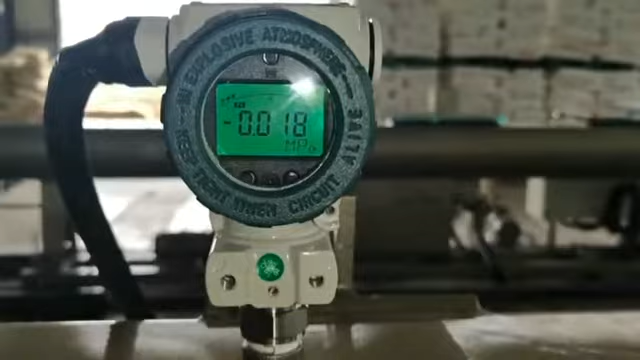 IN EXPLOSIVE ATMOSPHERE
KEEP TIGHT WHEN CIRCUIT ALIVE
-0.018
MPa